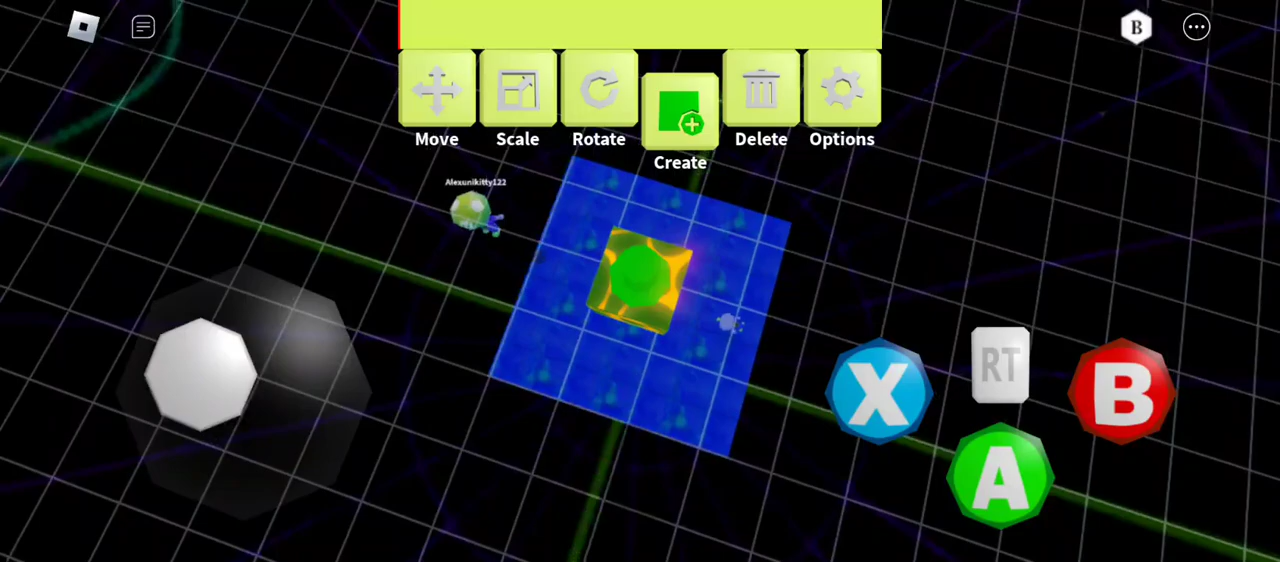 B
Move
Scale
Rotate
Create
Delete
Options
Alexunikitty122
X
RT
B
A